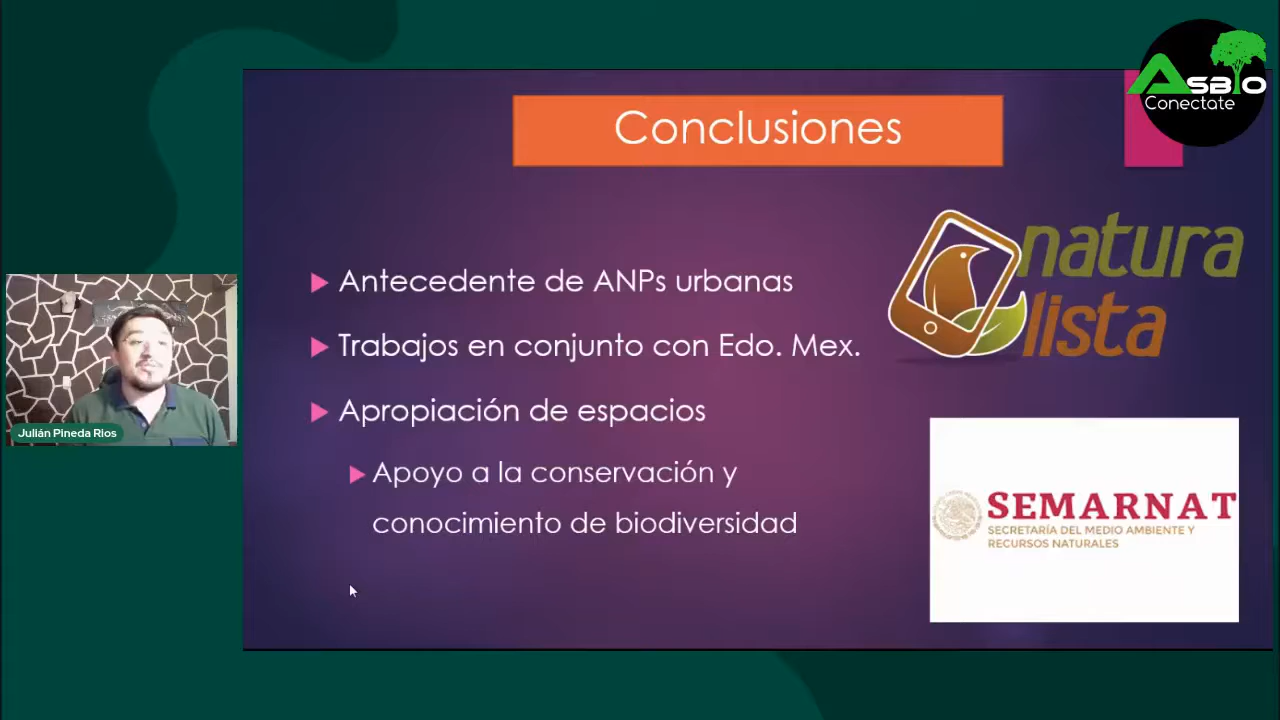 Asbio
Conectate
Conclusiones
natura
lista
Antecedente de ANPs urbanas
Trabajos en conjunto con Edo. Mex.
Apropiación de espacios
Apoyo a la conservación y
conocimiento de biodiversidad
Julián Pineda Rios
SEMARNAT
SECRETARÍA DEL MEDIO AMBIENTE Y
RECURSOS NATURALES